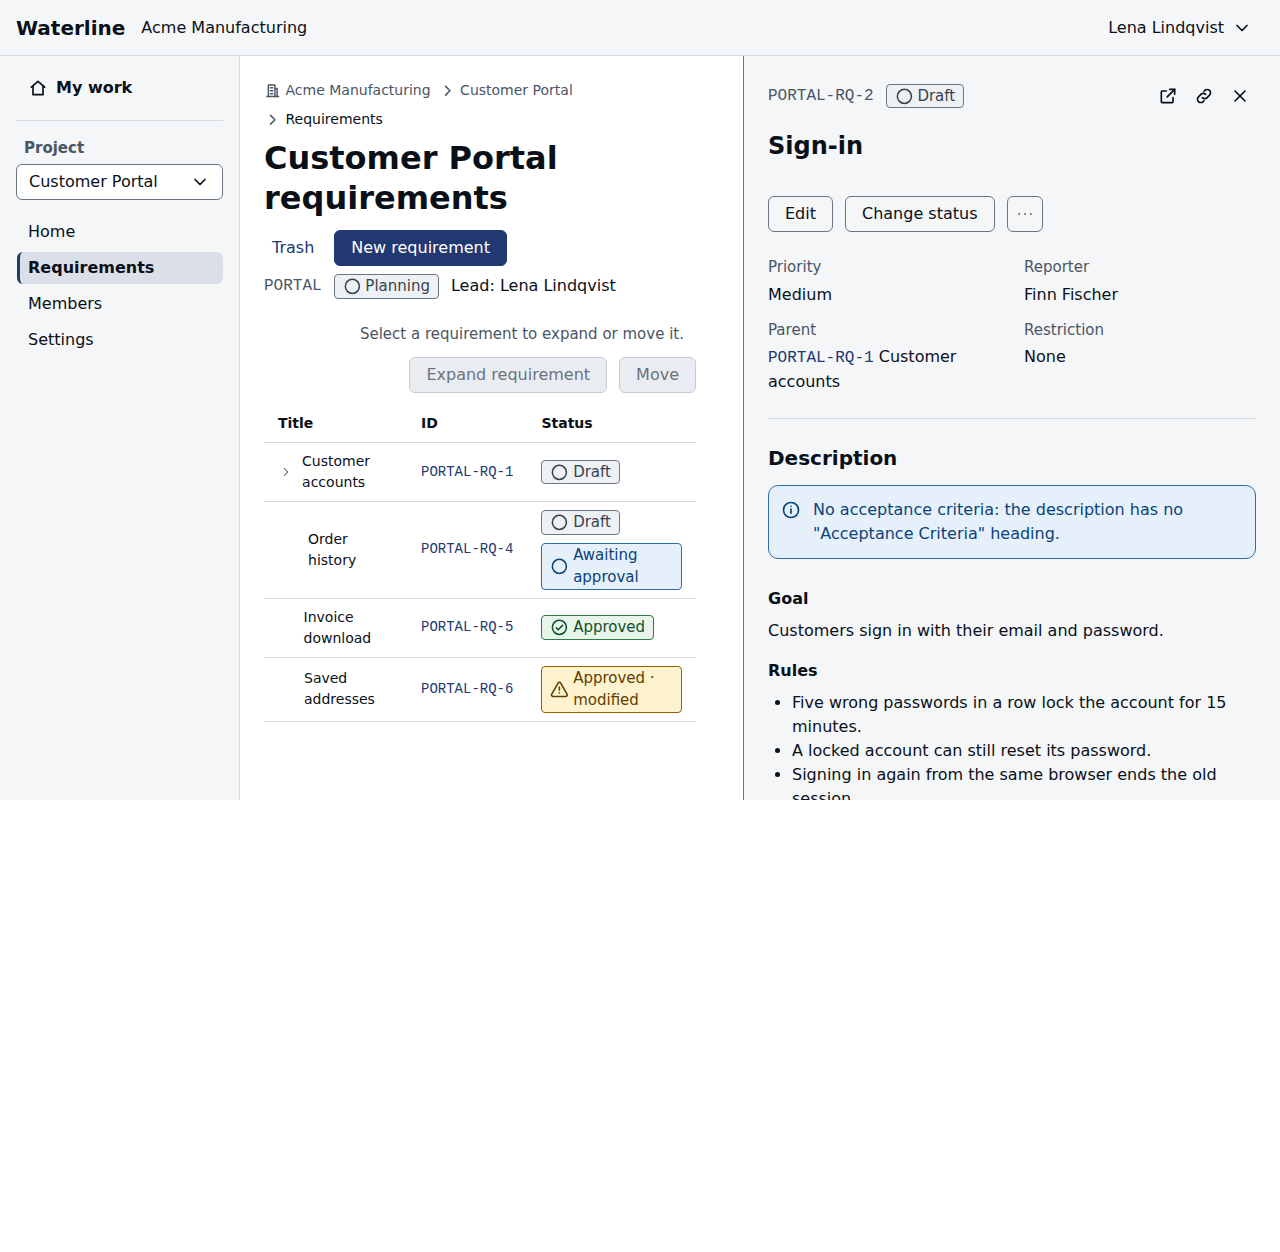 Waterline Acme Manufacturing
Lena Lindqvist
My work
Project
Customer Portal
Home
Requirements
Members
Settings
Acme Manufacturing > Customer Portal
> Requirements
Customer Portal
requirements
Trash New requirement
PORTAL Planning Lead: Lena Lindqvist
Select a requirement to expand or move it.
Expand requirement Move
Title ID Status
Customer
accounts
PORTAL-RQ-1 Draft
Order
history
PORTAL-RQ-4 Draft
Awaiting
approval
Invoice
download
PORTAL-RQ-5 Approved
Saved
addresses
PORTAL-RQ-6 Approved ·
modified
PORTAL-RQ-2 Draft
Sign-in
Edit Change status ···
Priority Reporter
Medium Finn Fischer
Parent Restriction
PORTAL-RQ-1 Customer
accounts
None
Description
No acceptance criteria: the description has no
"Acceptance Criteria" heading.
Goal
Customers sign in with their email and password.
Rules
• Five wrong passwords in a row lock the account for 15
minutes.
• A locked account can still reset its password.
• Signing in again from the same browser ends the old
session.